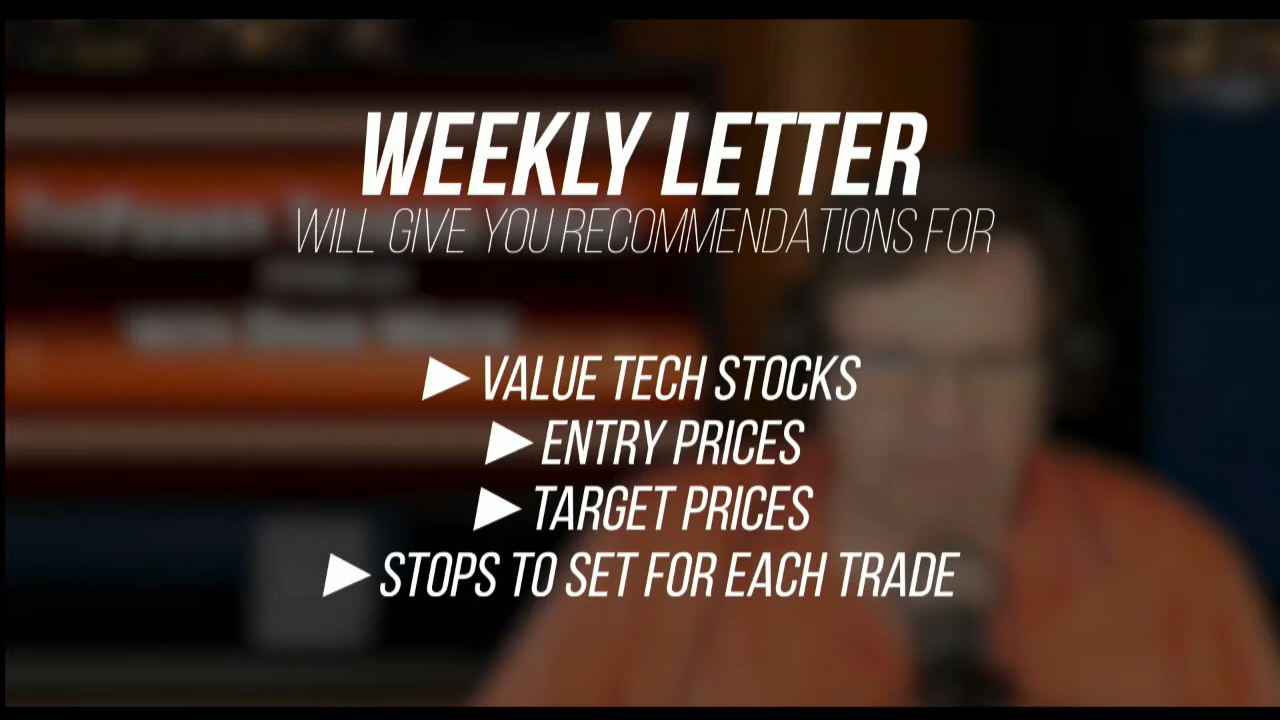 WEEKLY LETTER
WILL GIVE YOU RECOMMENDATIONS FOR
► VALUE TECH STOCKS
► ENTRY PRICES
► TARGET PRICES
► STOPS TO SET FOR EACH TRADE